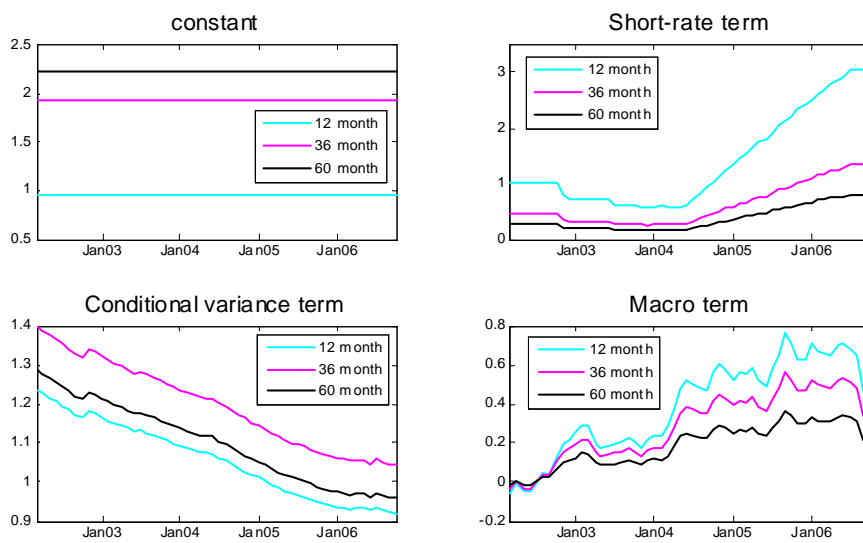 constant
2.5
2
1.5
1
0.5
12 month
36 month
60 month
Jan03 Jan04 Jan05 Jan06
Short-rate term
3
2
1
0
12 month
36 month
60 month
Jan03 Jan04 Jan05 Jan06
Conditional variance term
1.4
1.3
1.2
1.1
1
0.9
12 month
36 month
60 month
Jan03 Jan04 Jan05 Jan06
Macro term
0.8
0.6
0.4
0.2
0
-0.2
12 month
36 month
60 month
Jan03 Jan04 Jan05 Jan06